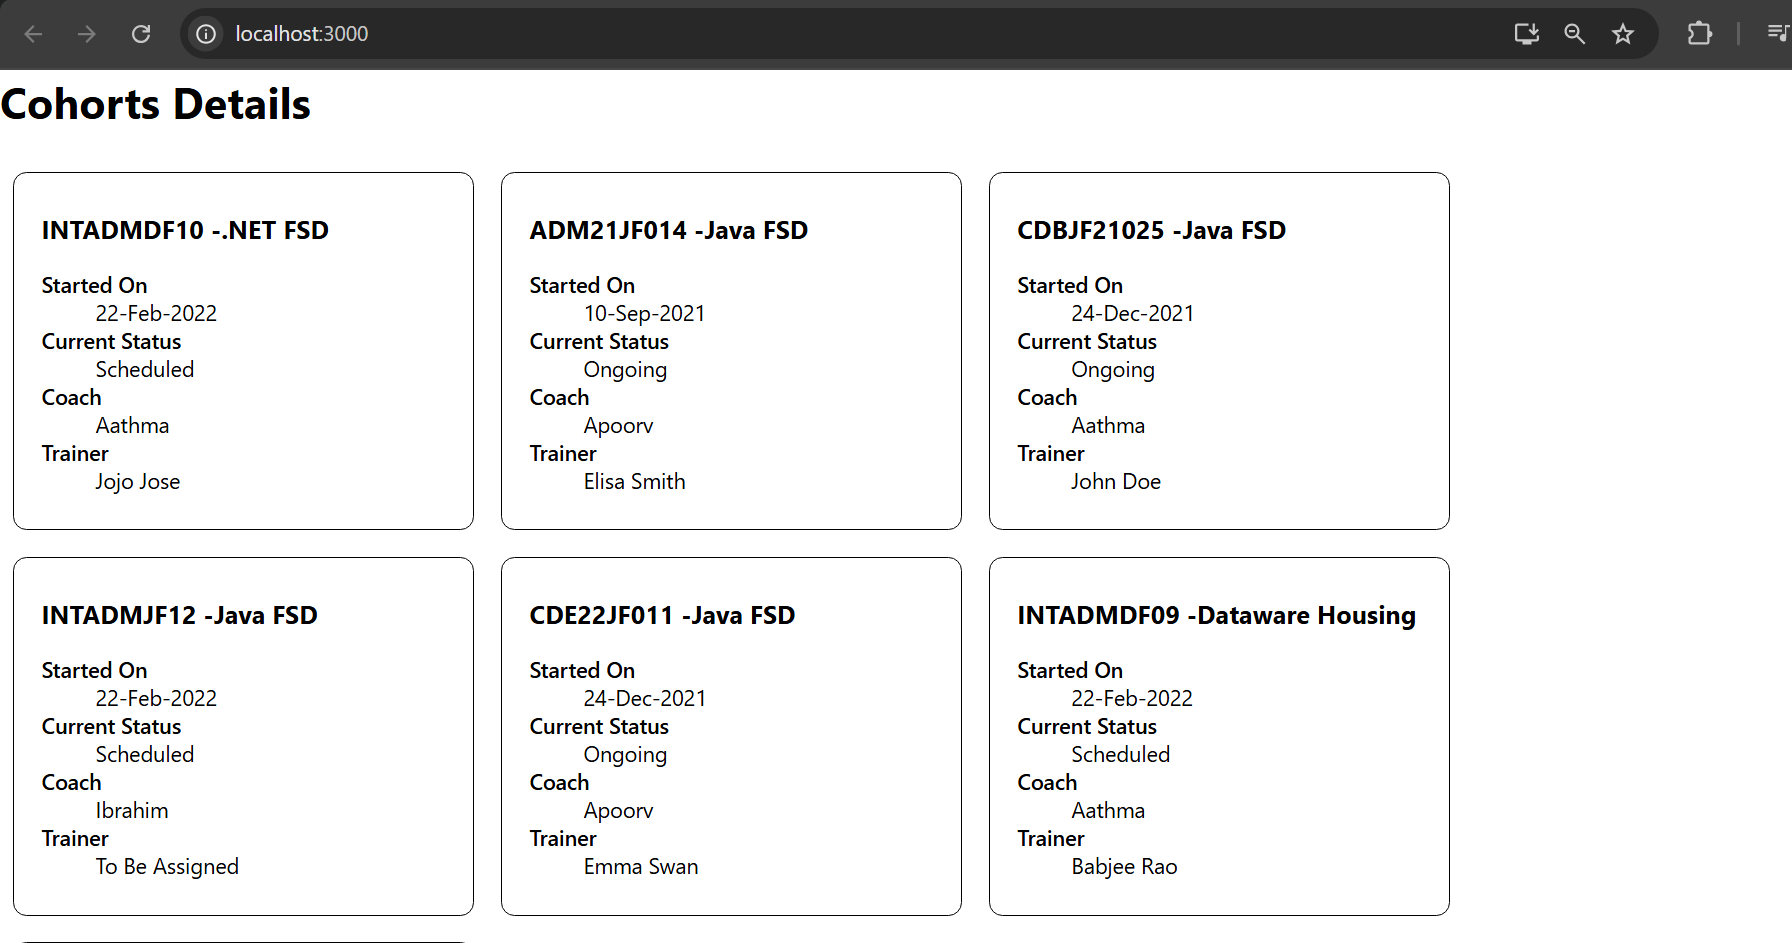 localhost:3000
Cohorts Details
INTADMDF10 -.NET FSD
Started On
22-Feb-2022
Current Status
Scheduled
Coach
Aathma
Trainer
Jojo Jose
ADM21JF014 -Java FSD
Started On
10-Sep-2021
Current Status
Ongoing
Coach
Apoorv
Trainer
Elisa Smith
CDBJF21025 -Java FSD
Started On
24-Dec-2021
Current Status
Ongoing
Coach
Aathma
Trainer
John Doe
INTADMJF12 -Java FSD
Started On
22-Feb-2022
Current Status
Scheduled
Coach
Ibrahim
Trainer
To Be Assigned
CDE22JF011 -Java FSD
Started On
24-Dec-2021
Current Status
Ongoing
Coach
Apoorv
Trainer
Emma Swan
INTADMDF09 -Dataware Housing
Started On
22-Feb-2022
Current Status
Scheduled
Coach
Aathma
Trainer
Babjee Rao